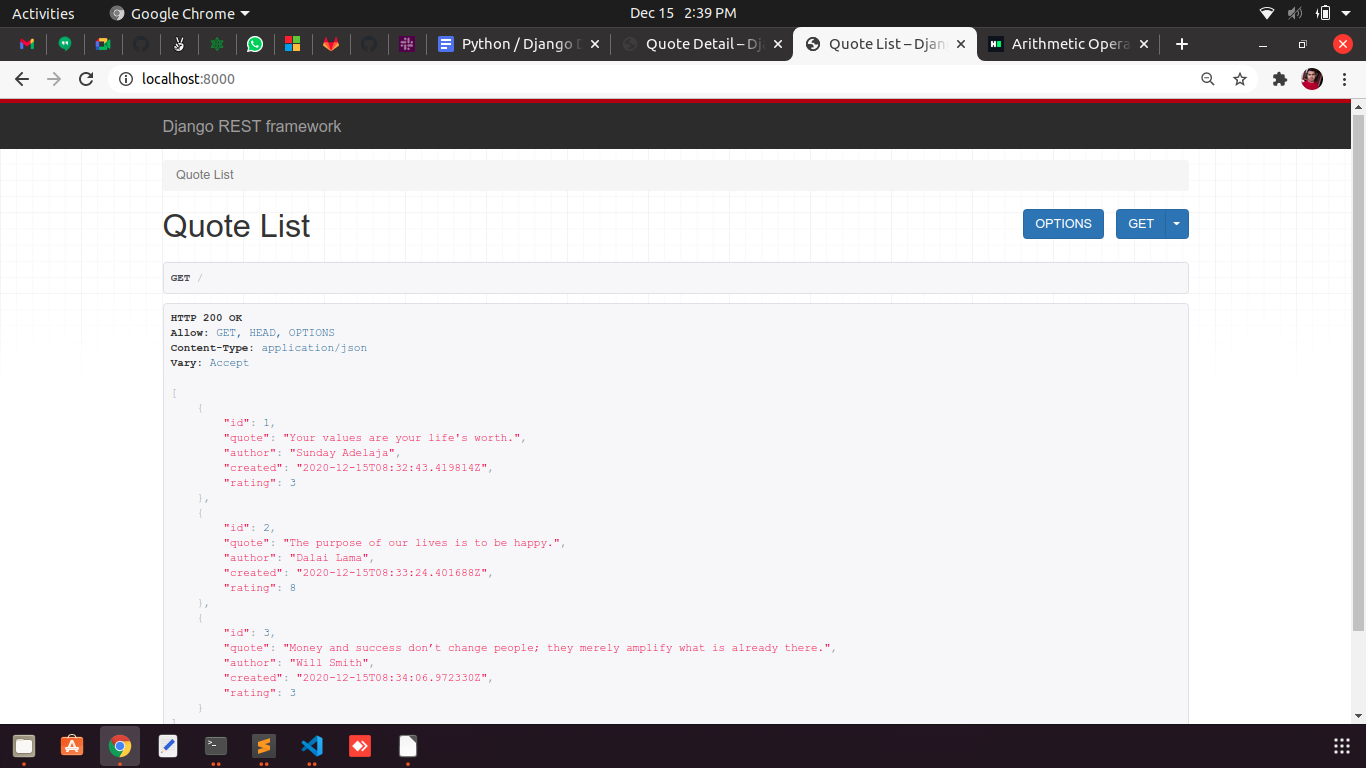 Activities
Google Chrome
Dec 15 2:39 PM
Python / Django D
Quote Detail – Dj
Quote List – Djan
Arithmetic Opera
localhost:8000
Django REST framework
Quote List
Quote List
OPTIONS
GET
GET /
HTTP 200 OK
Allow: GET, HEAD, OPTIONS
Content-Type: application/json
Vary: Accept
[
{
"id": 1,
"quote": "Your values are your life's worth.",
"author": "Sunday Adelaja",
"created": "2020-12-15T08:32:43.419814Z",
"rating": 3
},
{
"id": 2,
"quote": "The purpose of our lives is to be happy.",
"author": "Dalai Lama",
"created": "2020-12-15T08:33:24.401688Z",
"rating": 8
},
{
"id": 3,
"quote": "Money and success don’t change people; they merely amplify what is already there.",
"author": "Will Smith",
"created": "2020-12-15T08:34:06.972330Z",
"rating": 3
}
]